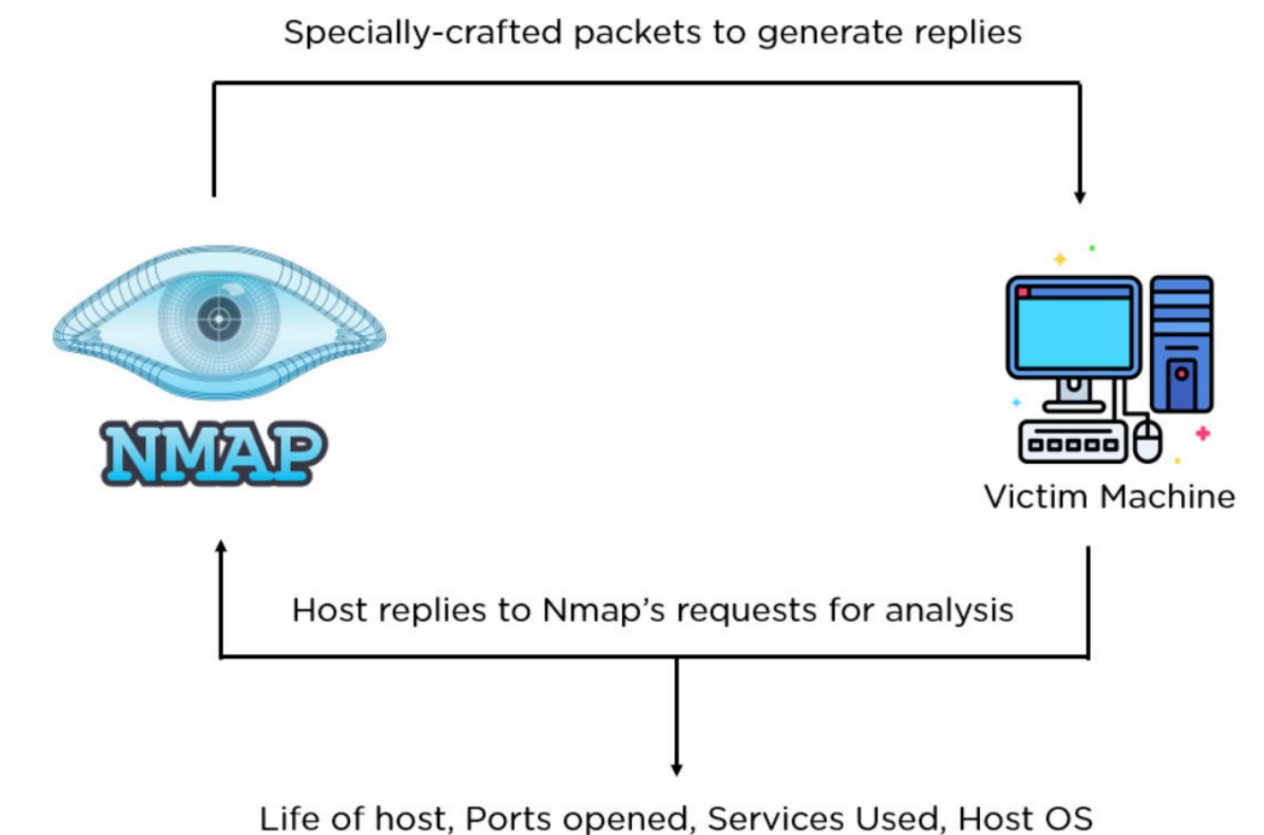 Specially-crafted packets to generate replies
NMAP
Victim Machine
Host replies to Nmap's requests for analysis
Life of host, Ports opened, Services Used, Host OS